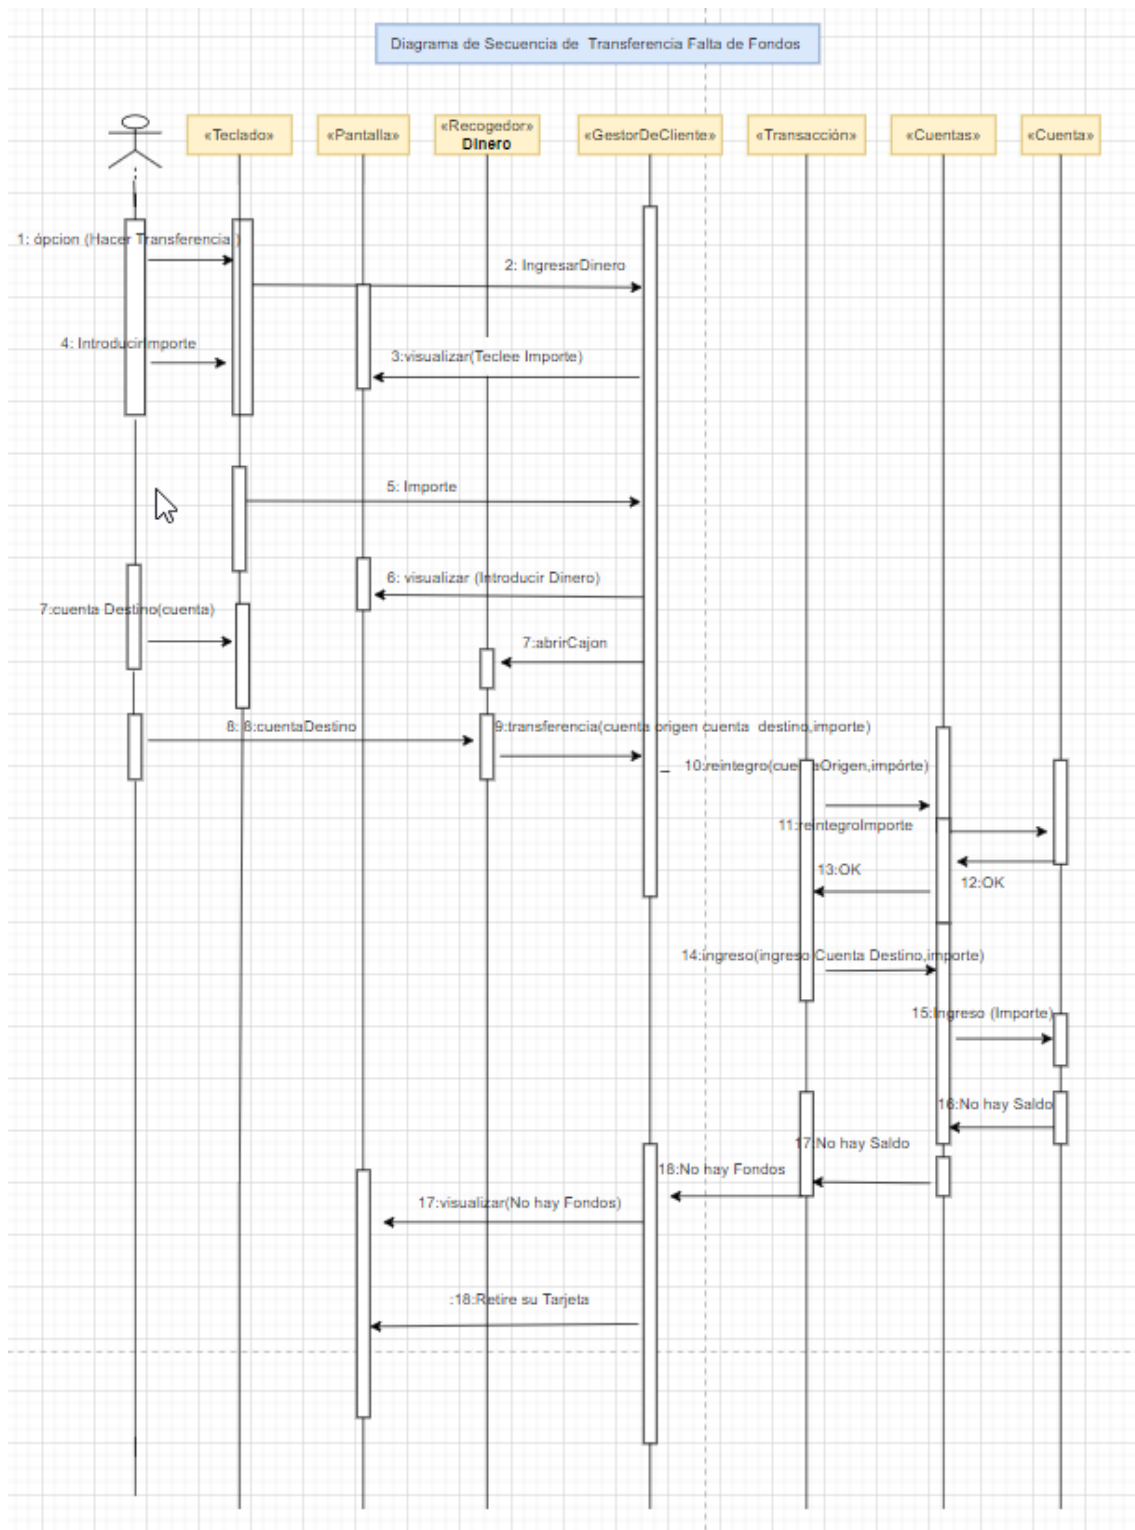 Diagrama de Secuencia de Transferencia Falta de Fondos
«Teclado»
«Pantalla»
«Recogedor»
Dinero
«GestorDeCliente»
«Transacción»
«Cuentas»
«Cuenta»
1: ópcion (Hacer Transferencia )
2: IngresarDinero
4: IntroducirImporte
3:visualizar(Teclee Importe)
5: Importe
6: visualizar (Introducir Dinero)
7:cuenta Destino(cuenta)
7:abrirCajon
8: 8:cuentaDestino
9:transferencia(cuenta origen cuenta destino,importe)
10:reintegro(cuentaOrigen,impórte)
11:reintegroImporte
13:OK
12:OK
14:ingreso(ingreso Cuenta Destino,importe)
15:Ingreso (Importe)
16:No hay Saldo
17:No hay Saldo
18:No hay Fondos
17:visualizar(No hay Fondos)
:18:Retire su Tarjeta